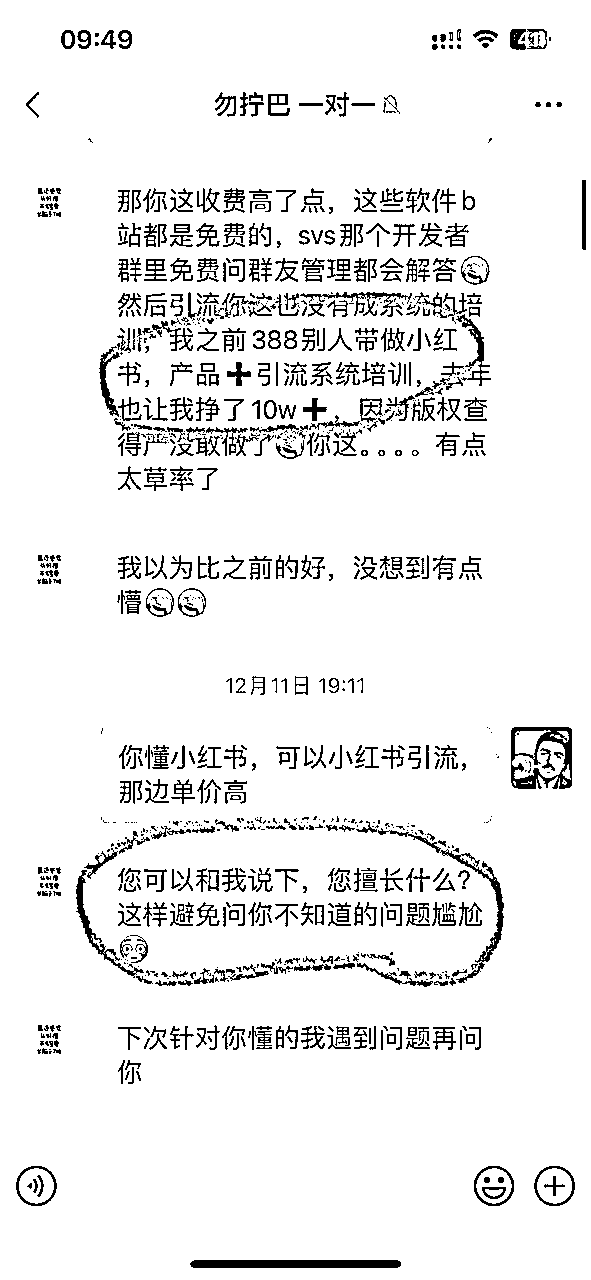 09:49
勿拧巴 一对一
那你这收费高了点，这些软件b
站都是免费的，svs那个开发者
群里免费问群友管理都会解答
然后引流你这也没有成系统的培
训，我之前388别人带做小红
书，产品➕引流系统培训，去年
也让我挣了10w➕，因为版权查
得严没敢做了你这。。。。有点
太草率了
我以为比之前的好，没想到有点
懵
12月11日 19:11
你懂小红书，可以小红书引流，
那边单价高
您可以和我说下，您擅长什么？
这样避免问你不知道的问题尴尬
下次针对你懂的我遇到问题再问
你